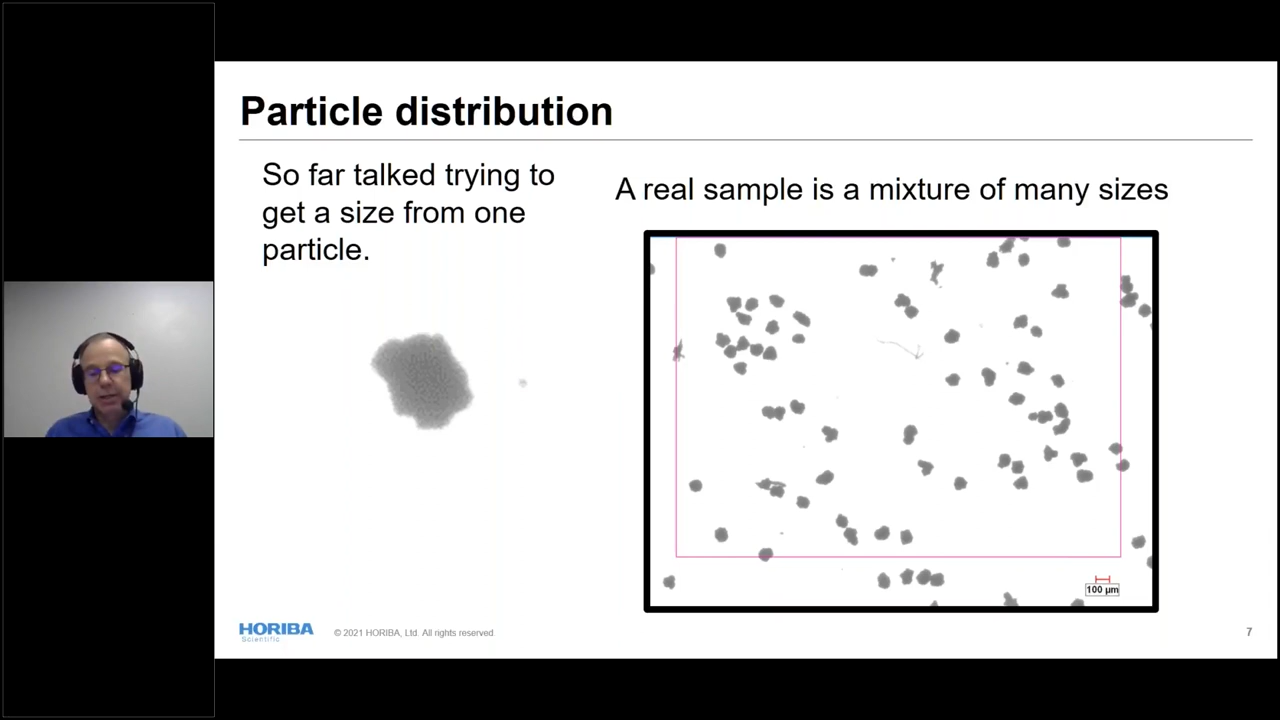 Particle distribution
So far talked trying to
get a size from one
particle.
A real sample is a mixture of many sizes
100 µm
HORIBA
Scientific
© 2021 HORIBA, Ltd. All rights reserved.
7